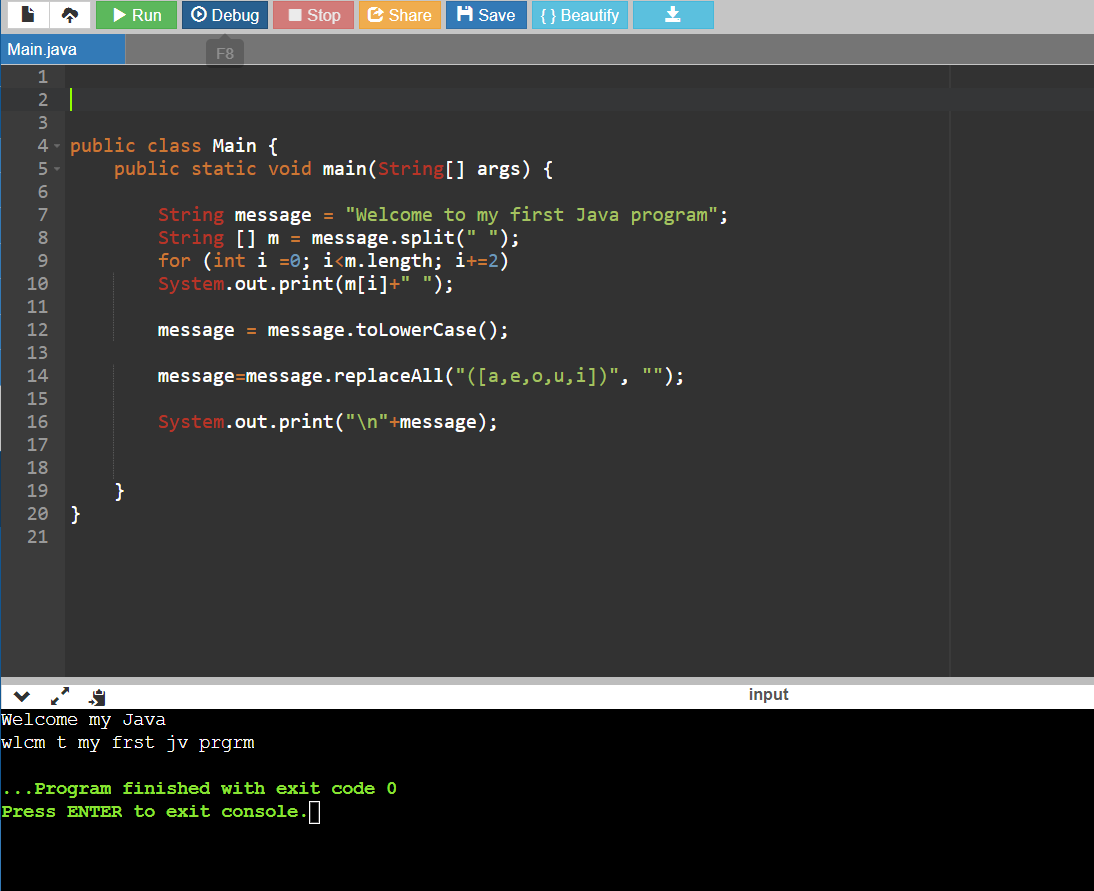 Run Debug Stop Share Save { } Beautify
Main.java
F8
1
2
3
4 public class Main {
5 public static void main(String[] args) {
6
7 String message = "Welcome to my first Java program";
8 String [] m = message.split(" ");
9 for (int i =0; i<m.length; i+=2)
10 System.out.print(m[i]+" ");
11
12 message = message.toLowerCase();
13
14 message=message.replaceAll("([a,e,o,u,i])", "");
15
16 System.out.print("\n"+message);
17
18
19 }
20 }
21
input
Welcome my Java
wlcm t my frst jv prgrm
...Program finished with exit code 0
Press ENTER to exit console.